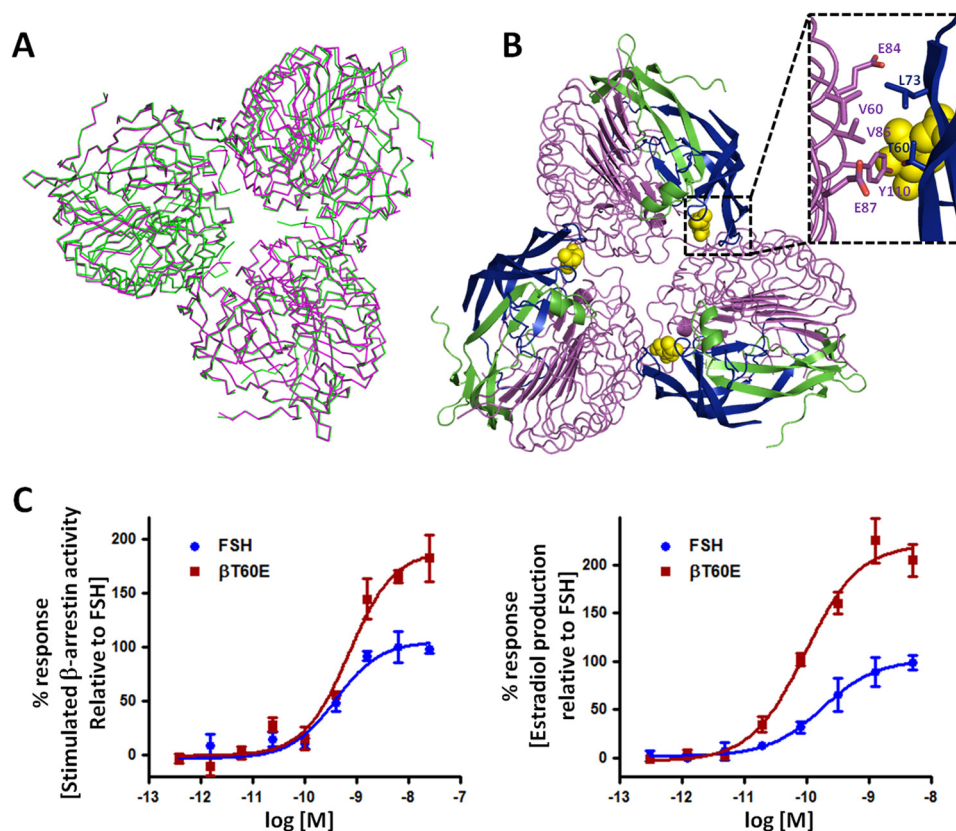 A
B
E84
L73
V60
V85
T60
Y110
E87
C
% response
[Stimulated β-arrestin activity
Relative to FSH]
200
150
100
50
0
FSH
βT60E
-13 -12 -11 -10 -9 -8 -7
log [M]
% response
[Estradiol production
relative to FSH]
200
150
100
50
0
FSH
βT60E
-13 -12 -11 -10 -9 -8
log [M]